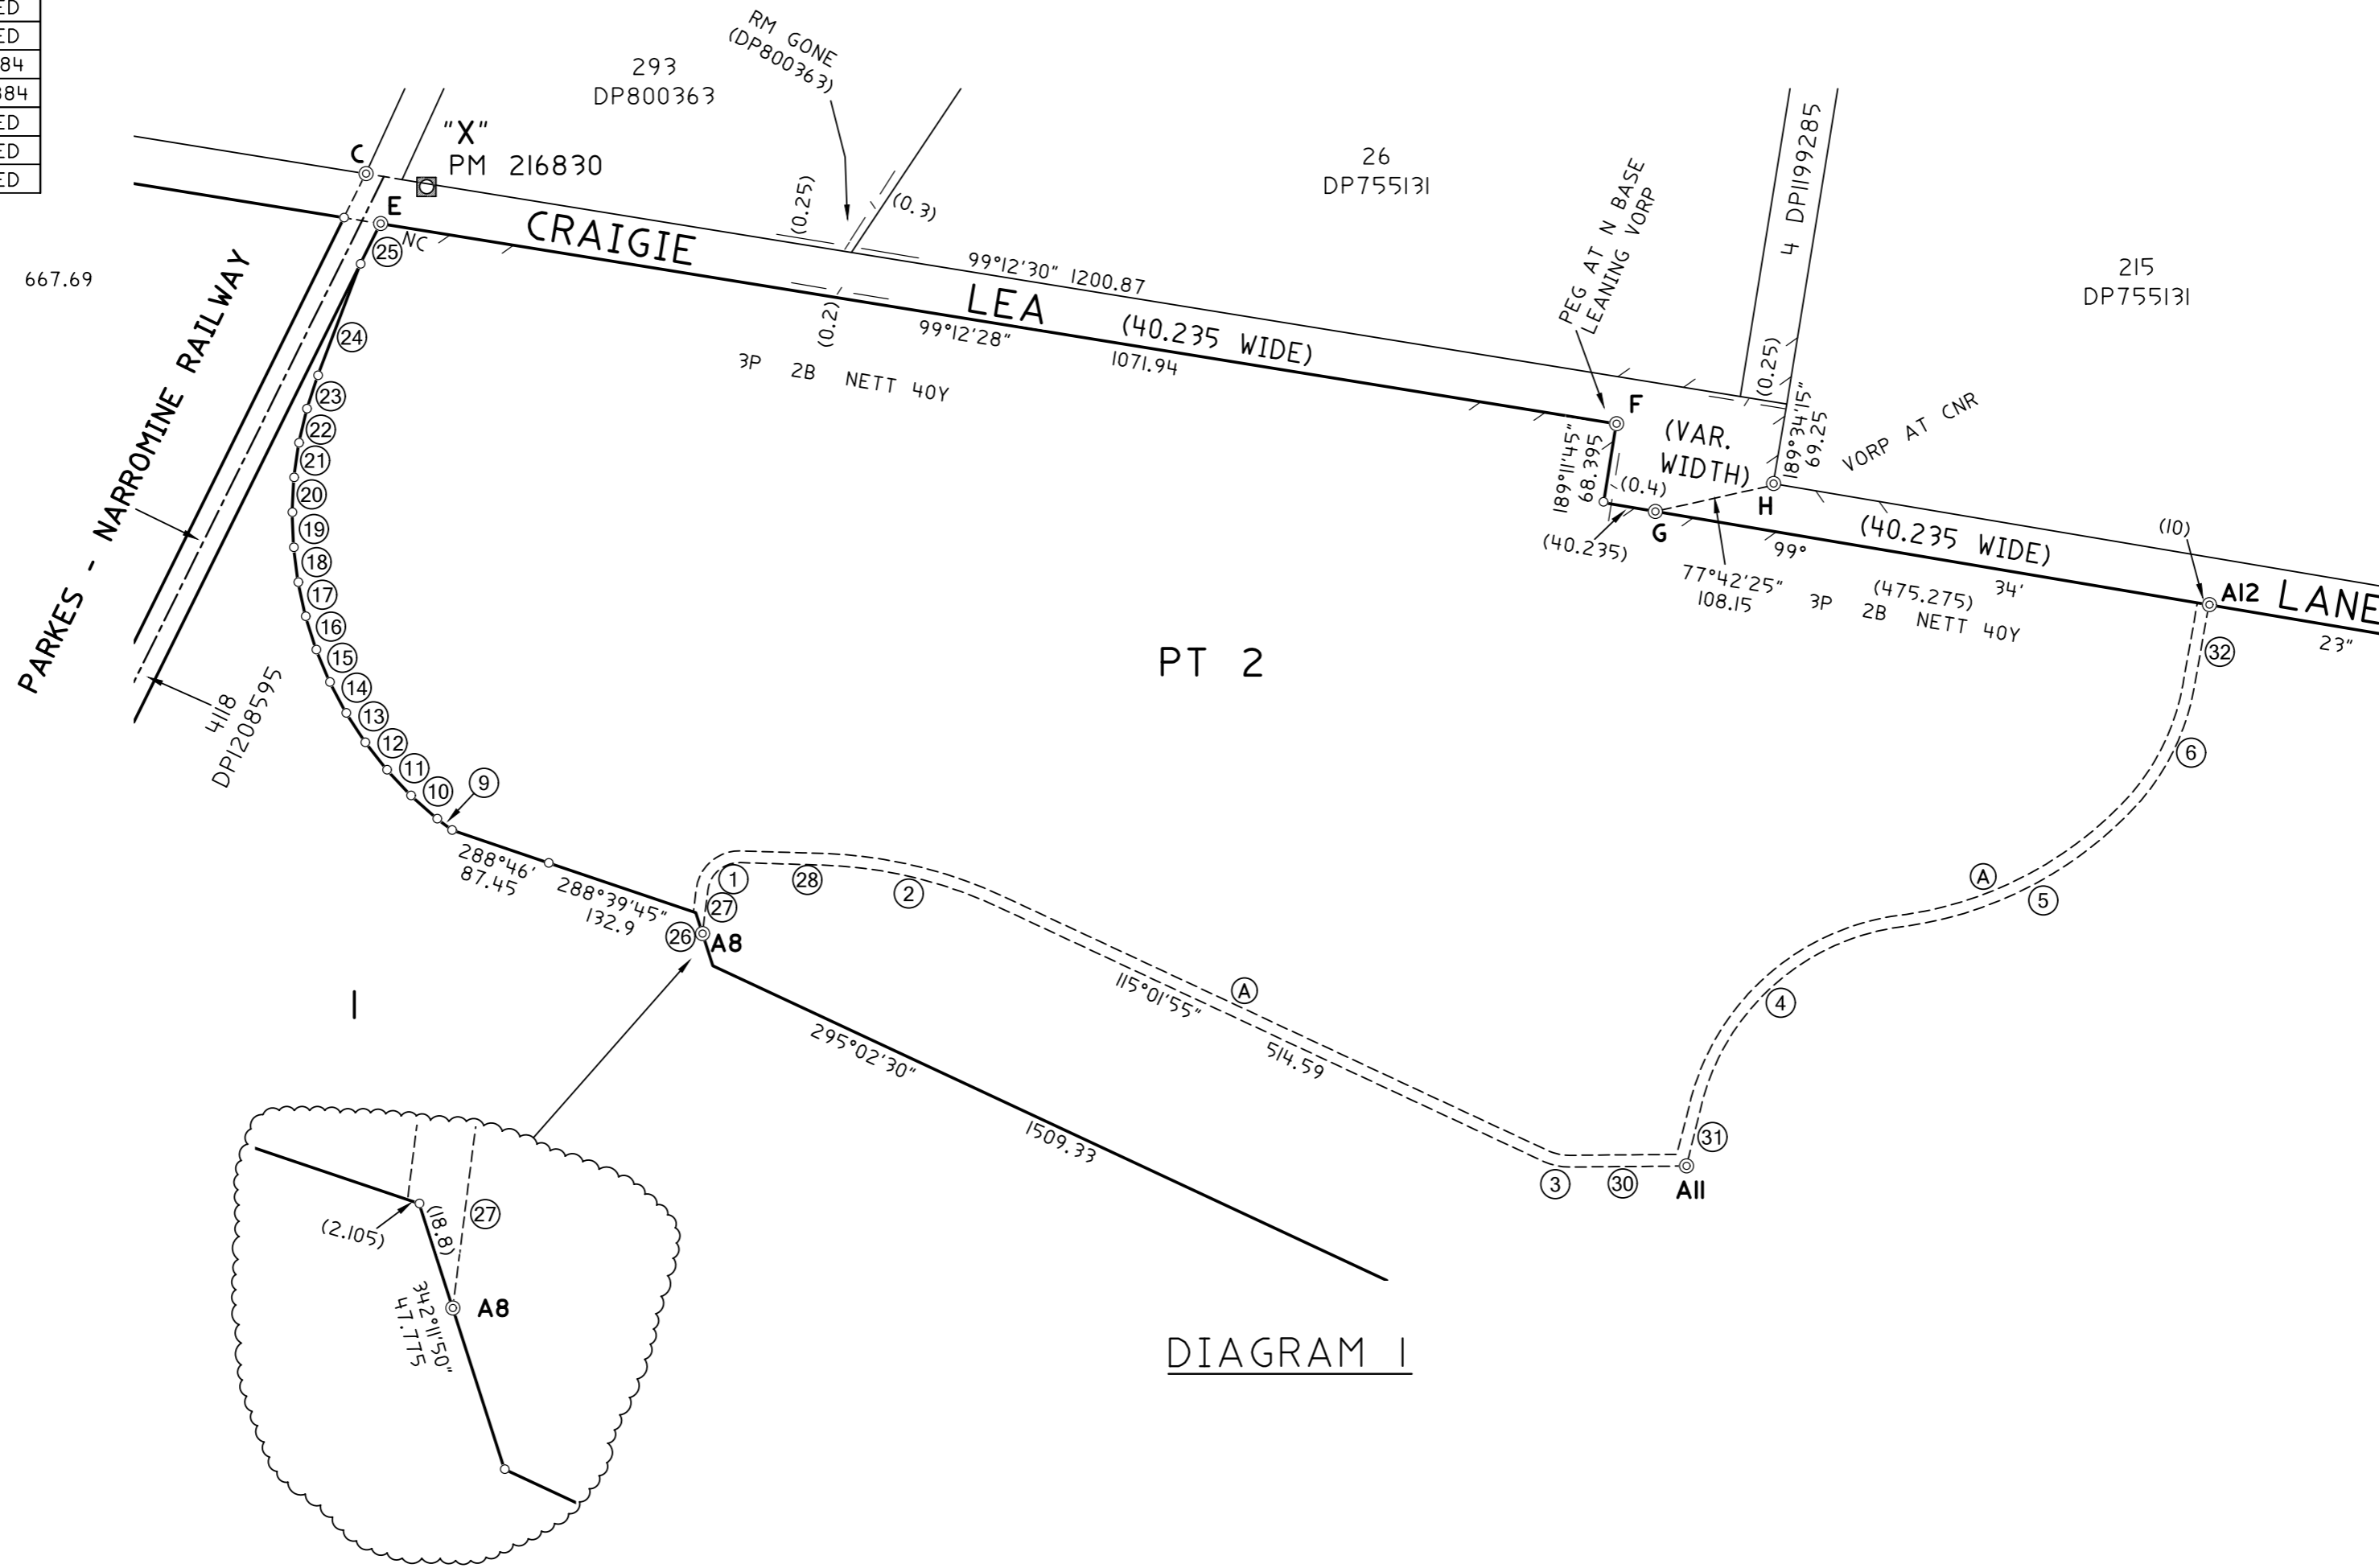 ED
ED
84
384
ED
ED
ED
293
DP800363
RM GONE
(DP800363)
"X"
PM 216830
C
E
NC
667.69
CRAIGIE
LEA
(40.235 WIDE)
LANE
(0.25)
(0.3)
(0.2)
99°12'30" 1200.87
99°12'28"
1071.94
3P 2B NETT 40Y
26
DP755131
PEG AT N BASE
LEANING VORP
4 DP1199285
215
DP755131
(0.25)
189°34'15"
69.25
VORP AT CNR
F
(VAR.
WIDTH)
189°11'45"
68.395
(0.4)
H
G
(40.235)
77°42'25"
108.15
99°
34'
23"
(475.275)
3P 2B NETT 40Y
(40.235 WIDE)
(10)
A12
PARKES - NARROMINE RAILWAY
4118
DP1208595
25
24
23
22
21
20
19
18
17
16
15
14
13
12
11
10
9
288°46'
87.45
288°39'45"
132.9
26
A8
27
1
28
2
PT 2
A
115°01'55"
514.59
295°02'30"
1509.33
3
30
A11
31
4
A
5
6
32
1
(2.105)
(18.8)
27
342°11'50"
47.775
A8
DIAGRAM 1